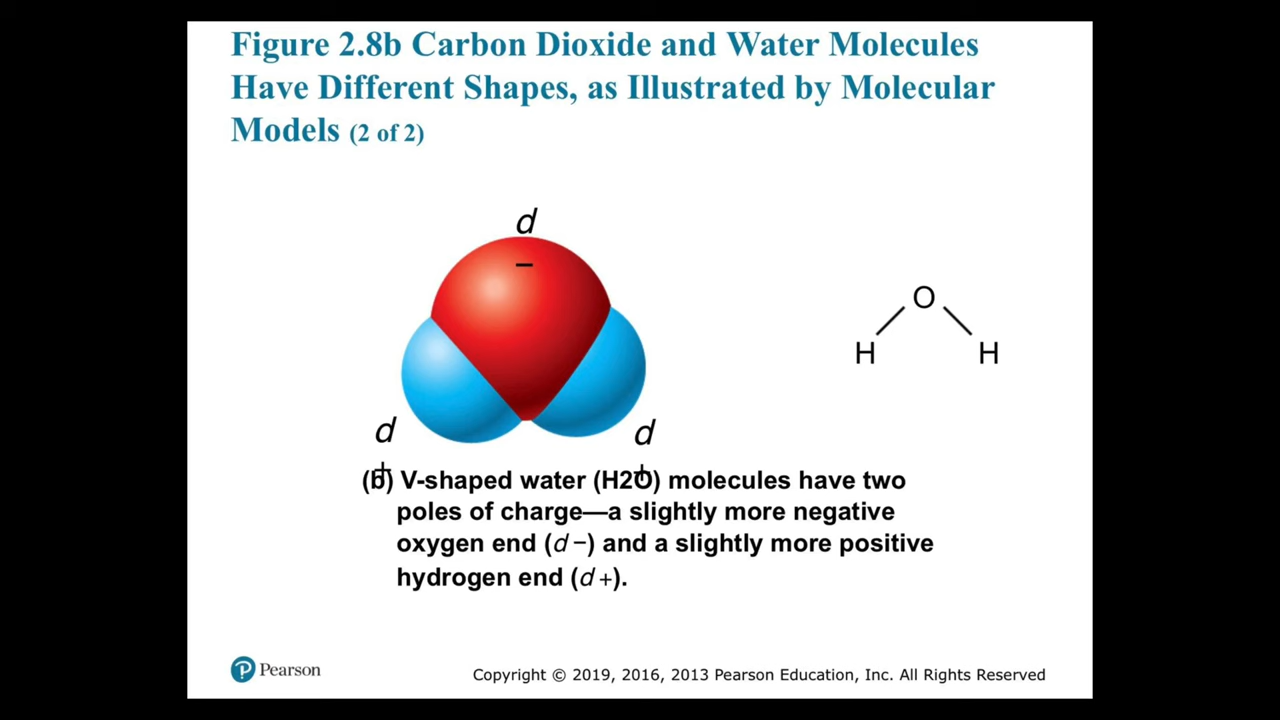 Figure 2.8b Carbon Dioxide and Water Molecules
Have Different Shapes, as Illustrated by Molecular
Models (2 of 2)
d
−
O
H H
d
+
d
+
(b) V-shaped water (H2O) molecules have two
poles of charge—a slightly more negative
oxygen end (d −) and a slightly more positive
hydrogen end (d +).
P Pearson
Copyright © 2019, 2016, 2013 Pearson Education, Inc. All Rights Reserved